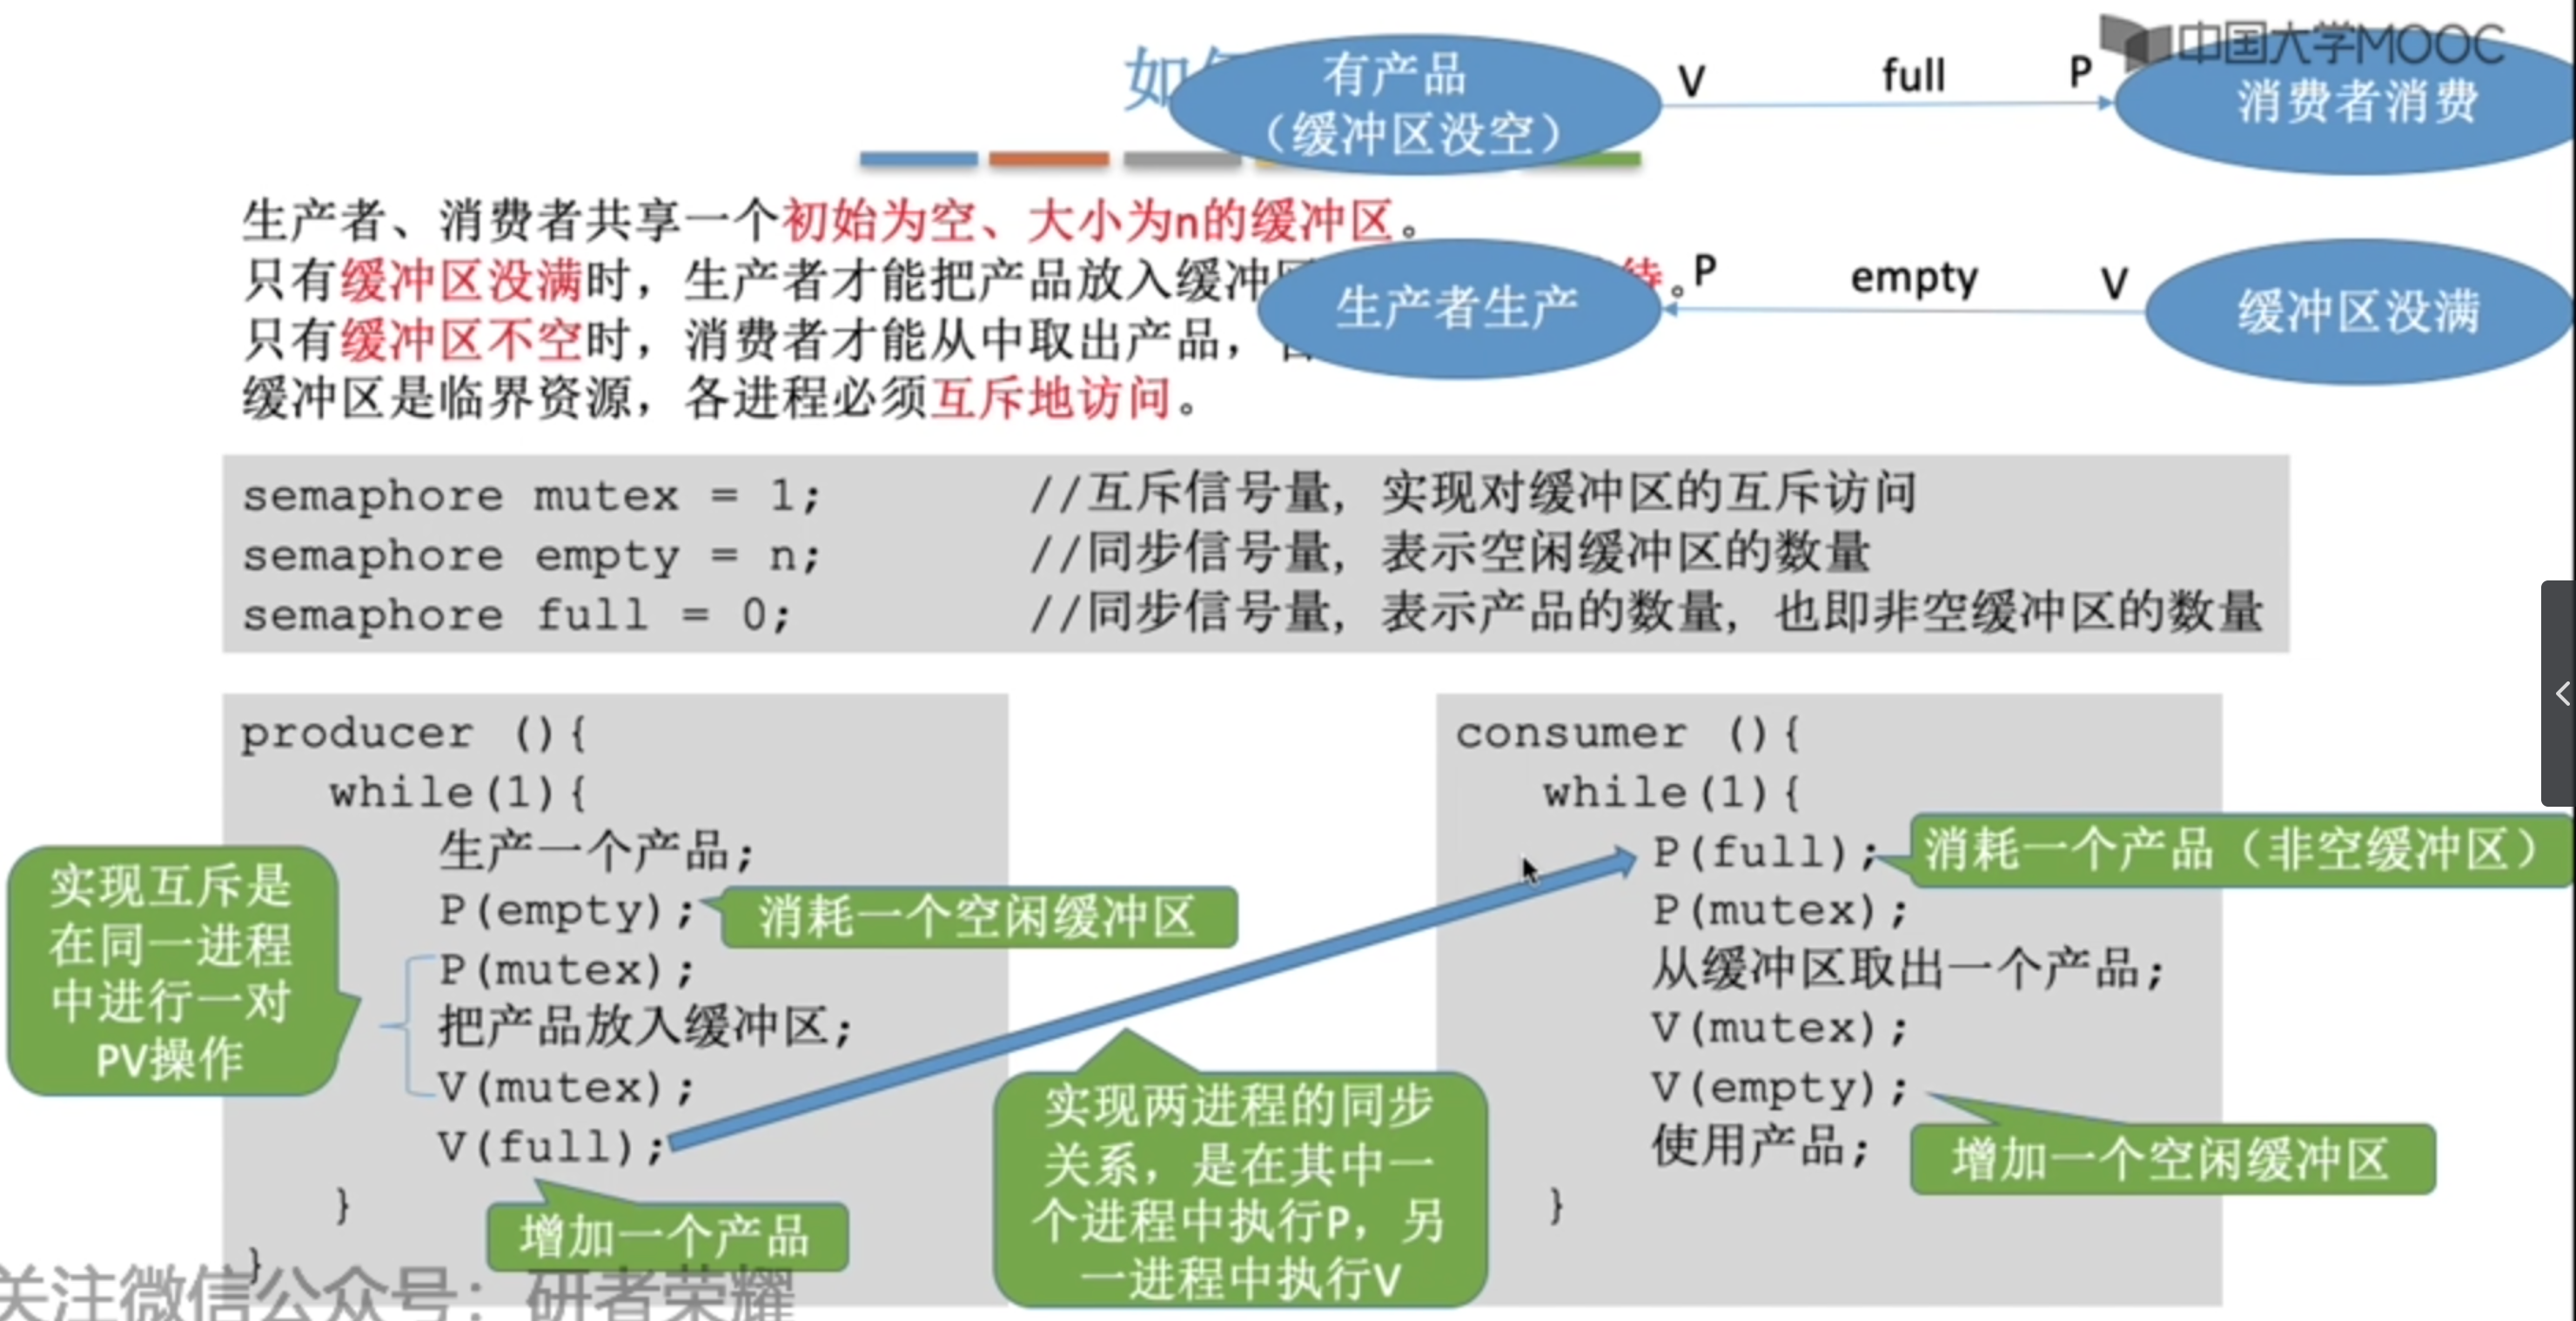 中国大学MOOC
有产品
（缓冲区没空）
V full P
消费者消费
生产者、消费者共享一个初始为空、大小为n的缓冲区。
只有缓冲区没满时，生产者才能把产品放入缓冲 待。
只有缓冲区不空时，消费者才能从中取出产品，
缓冲区是临界资源，各进程必须互斥地访问。
生产者生产
P empty V
缓冲区没满
semaphore mutex = 1; //互斥信号量，实现对缓冲区的互斥访问
semaphore empty = n; //同步信号量，表示空闲缓冲区的数量
semaphore full = 0; //同步信号量，表示产品的数量，也即非空缓冲区的数量
producer (){
while(1){
生产一个产品;
P(empty);
P(mutex);
把产品放入缓冲区;
V(mutex);
V(full);
}
}
实现互斥是
在同一进程
中进行一对
PV操作
消耗一个空闲缓冲区
增加一个产品
实现两进程的同步
关系，是在其中一
个进程中执行P，另
一进程中执行V
consumer (){
while(1){
P(full);
P(mutex);
从缓冲区取出一个产品;
V(mutex);
V(empty);
使用产品;
}
消耗一个产品（非空缓冲区）
增加一个空闲缓冲区
关注微信公众号：研者荣耀